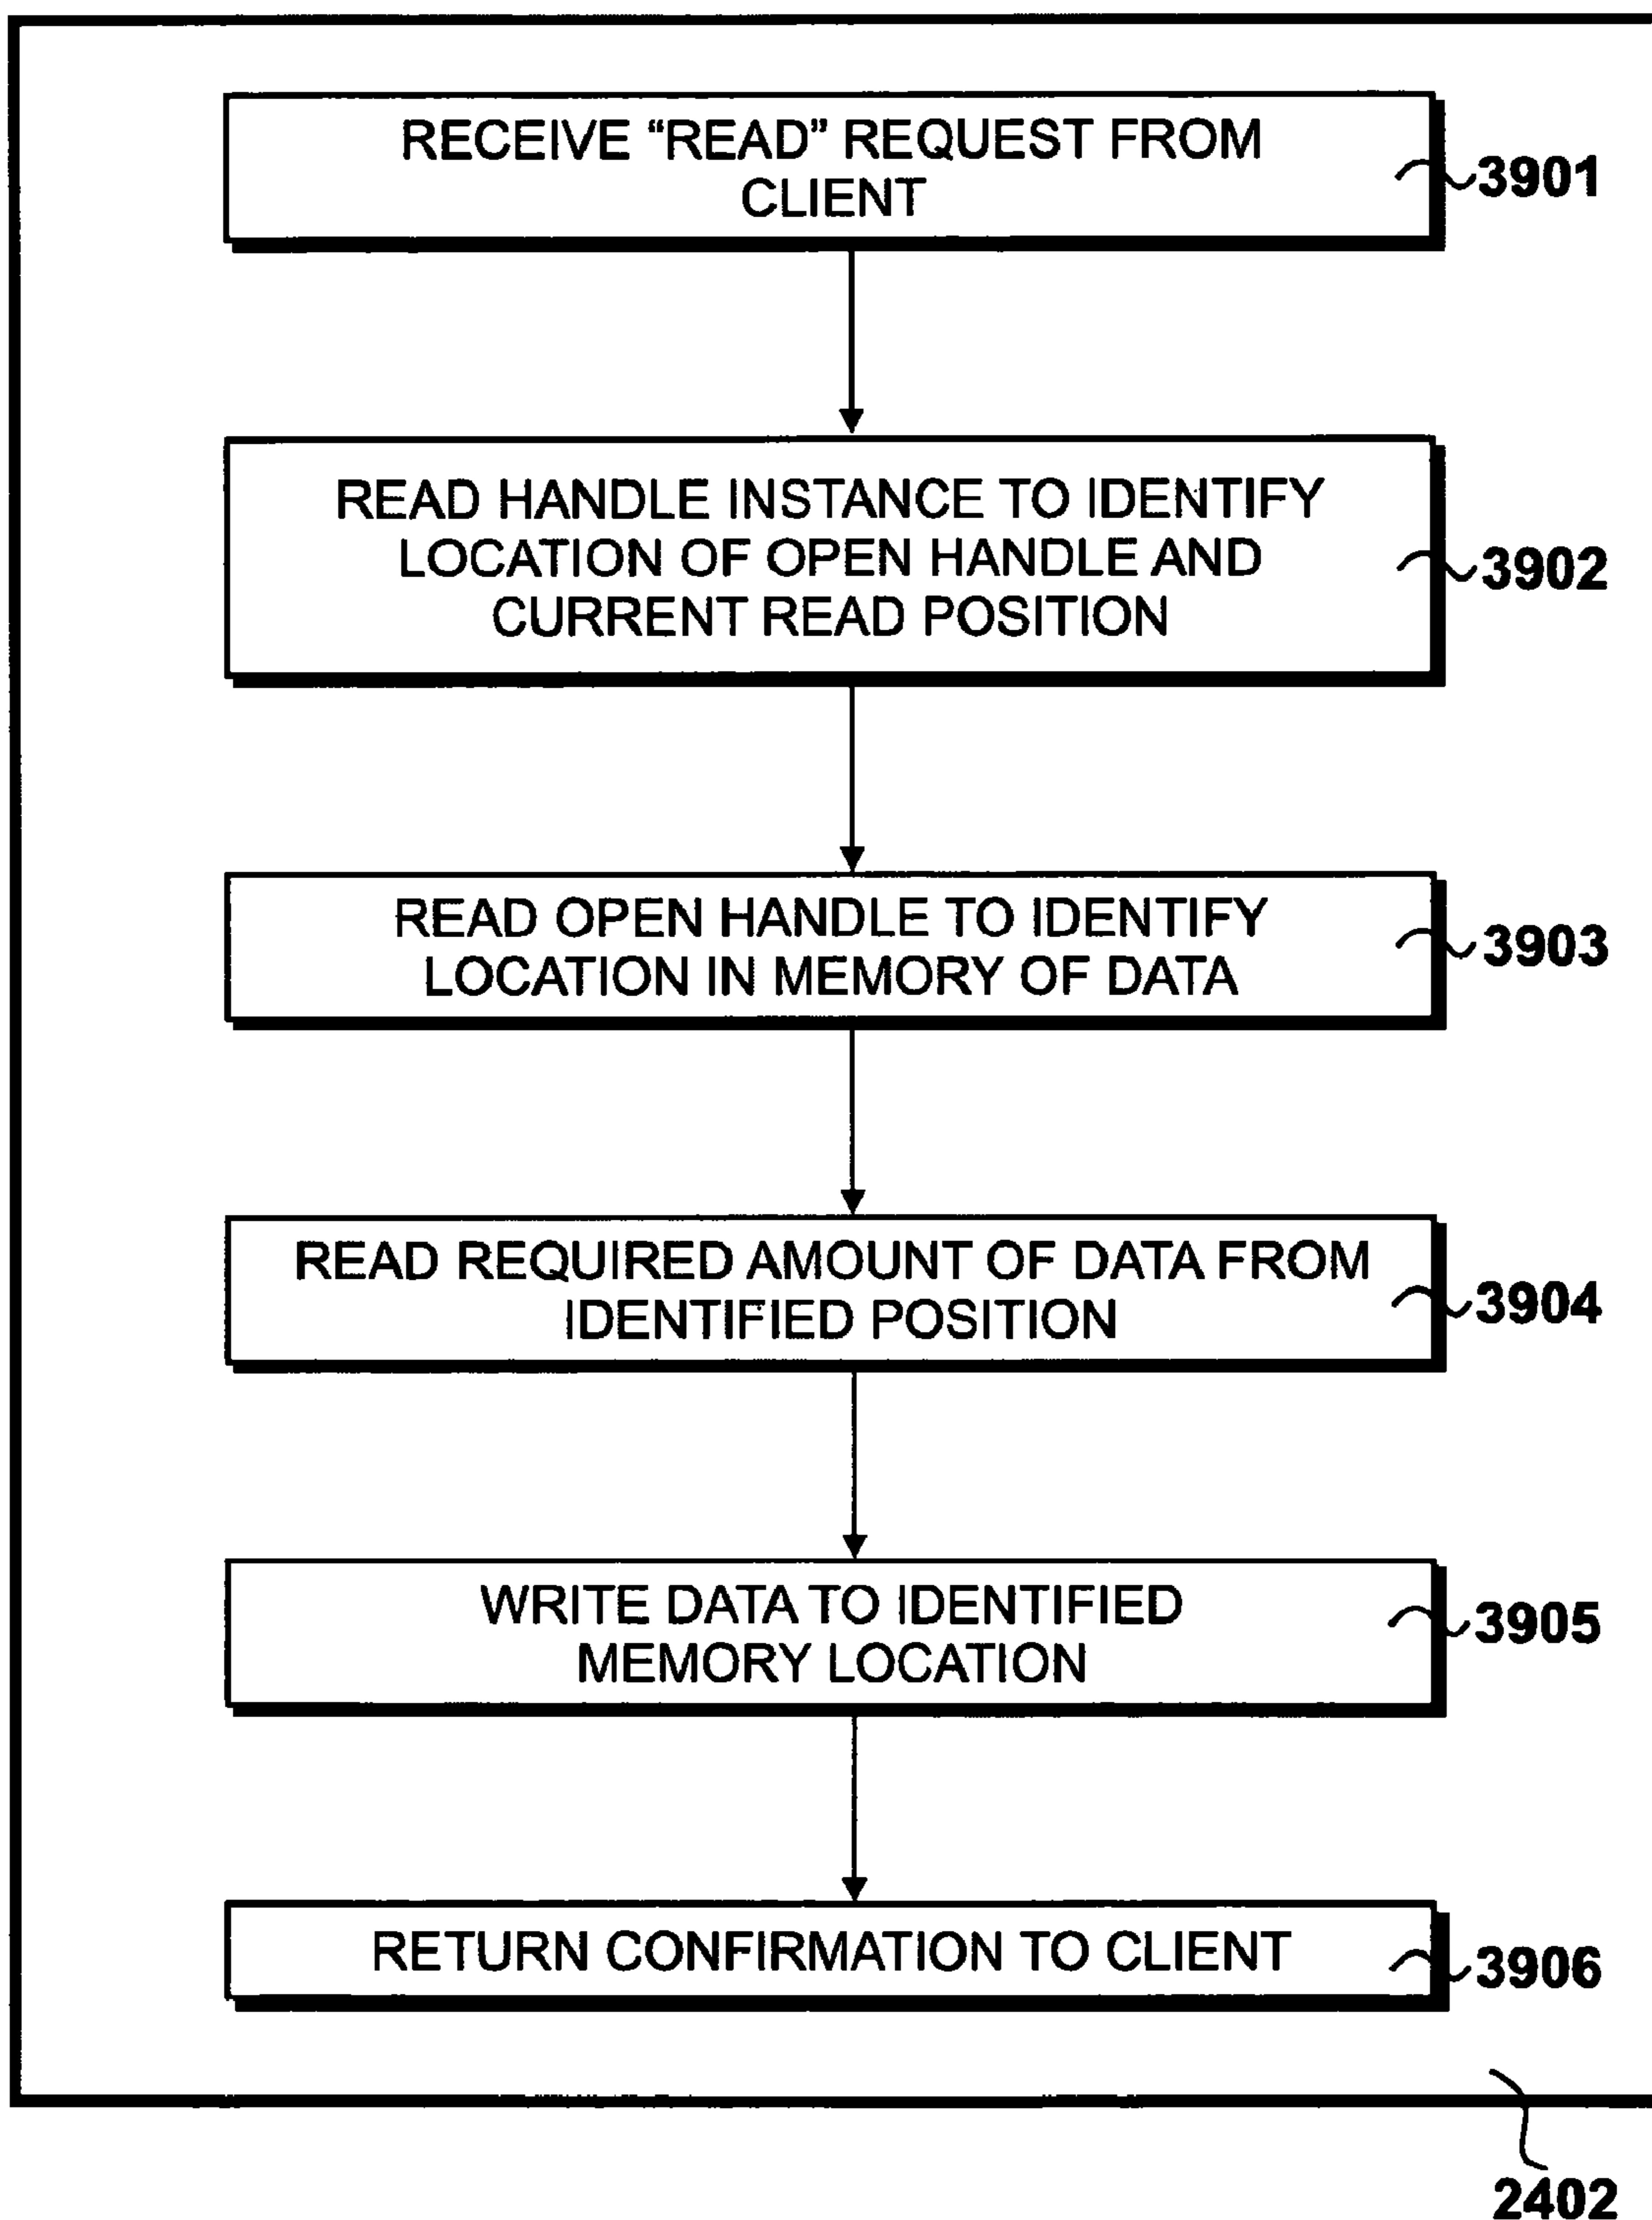 RECEIVE “READ” REQUEST FROM
CLIENT
3901
READ HANDLE INSTANCE TO IDENTIFY
LOCATION OF OPEN HANDLE AND
CURRENT READ POSITION
3902
READ OPEN HANDLE TO IDENTIFY
LOCATION IN MEMORY OF DATA
3903
READ REQUIRED AMOUNT OF DATA FROM
IDENTIFIED POSITION
3904
WRITE DATA TO IDENTIFIED
MEMORY LOCATION
3905
RETURN CONFIRMATION TO CLIENT
3906
2402